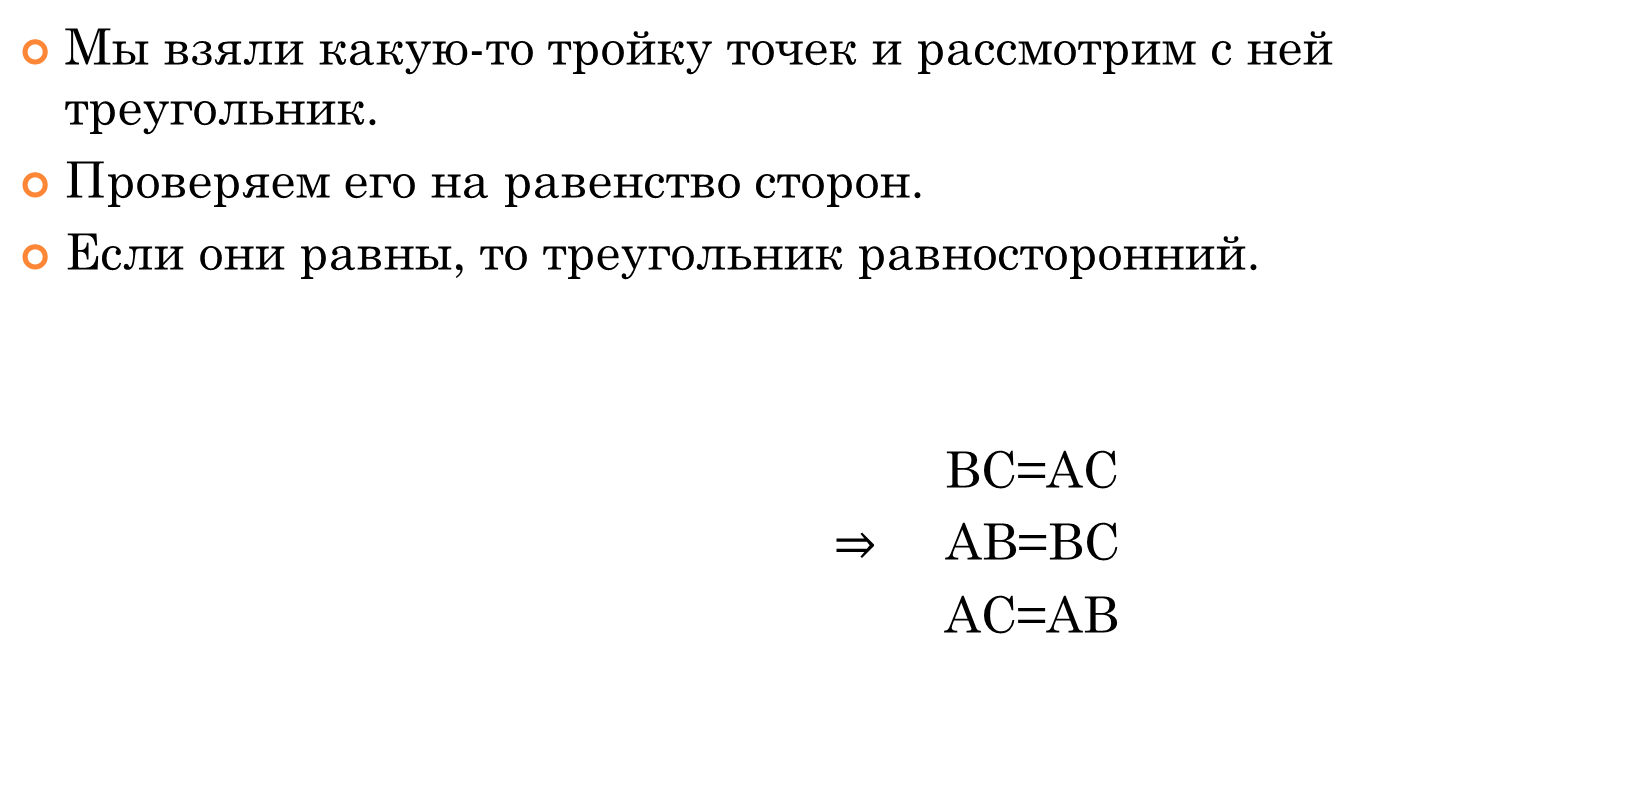 Мы взяли какую-то тройку точек и рассмотрим с ней
треугольник.
Проверяем его на равенство сторон.
Если они равны, то треугольник равносторонний.
BC=AC
⇒ AB=BC
AC=AB